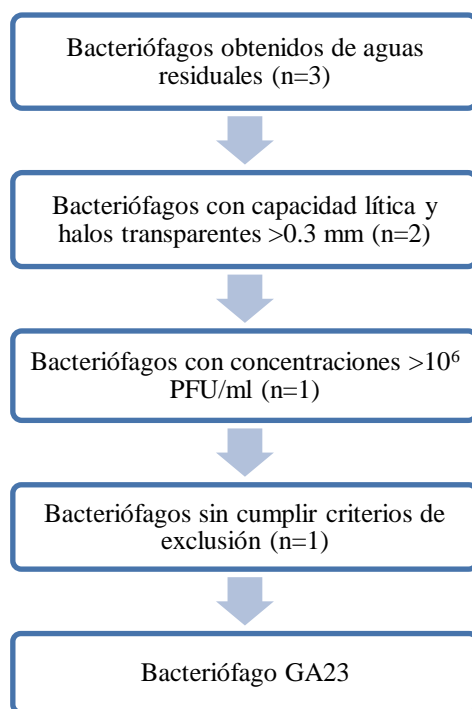 Bacteriófagos obtenidos de aguas
residuales (n=3)
Bacteriófagos con capacidad lítica y
halos transparentes >0.3 mm (n=2)
Bacteriófagos con concentraciones >10⁶
PFU/ml (n=1)
Bacteriófagos sin cumplir criterios de
exclusión (n=1)
Bacteriófago GA23